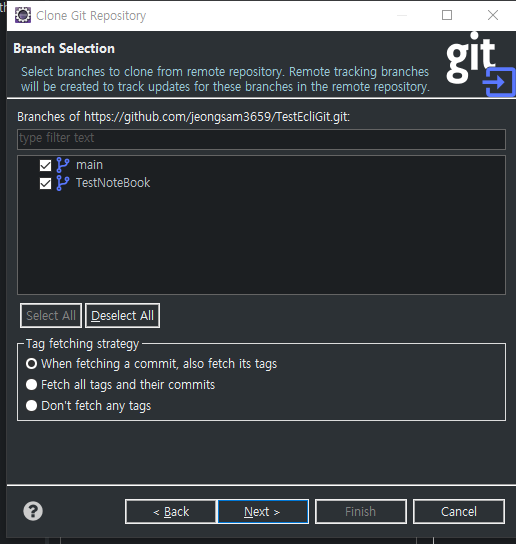 Clone Git Repository
Branch Selection
git
Select branches to clone from remote repository. Remote tracking branches
will be created to track updates for these branches in the remote repository.
Branches of https://github.com/jeongsam3659/TestEcliGit.git:
type filter text
main
TestNoteBook
Select All
Deselect All
Tag fetching strategy
When fetching a commit, also fetch its tags
Fetch all tags and their commits
Don't fetch any tags
?
< Back
Next >
Finish
Cancel